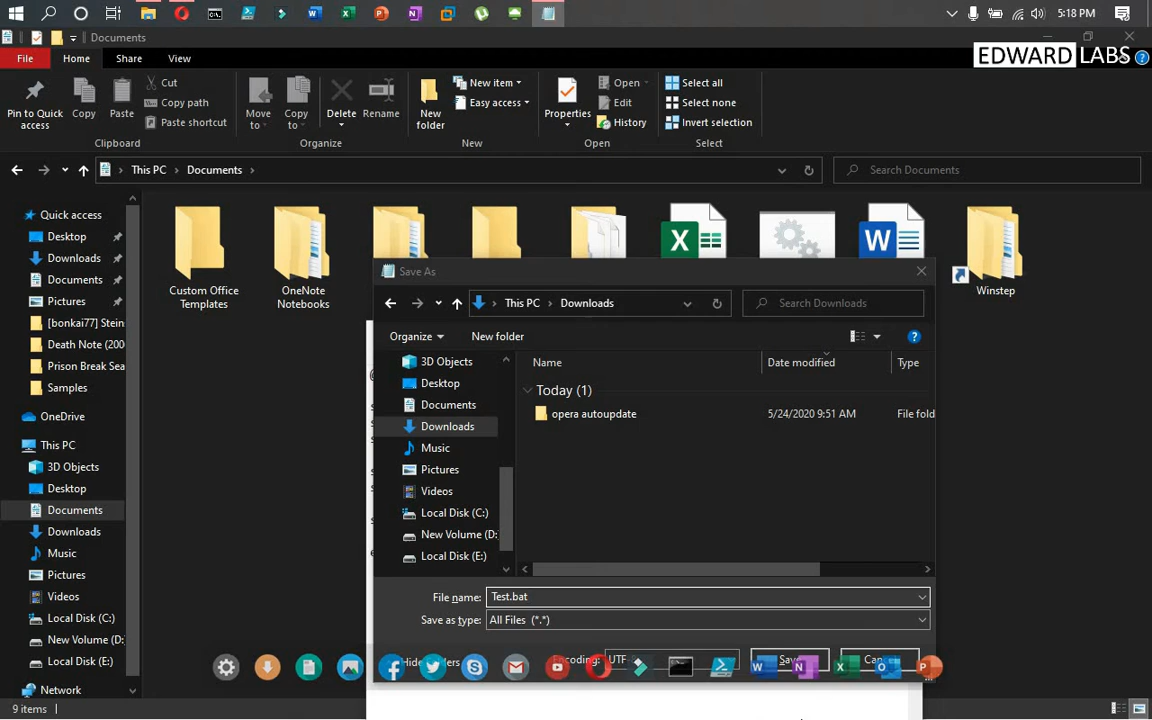 5:18 PM
Documents
File Home Share View
EDWARD LABS
Pin to Quick access
Copy
Paste
Cut
Copy path
Paste shortcut
Clipboard
Move to
Copy to
Delete
Rename
Organize
New folder
New item
Easy access
New
Properties
Open
Edit
History
Open
Select all
Select none
Invert selection
Select
This PC > Documents >
Search Documents
Quick access
Desktop
Downloads
Documents
Pictures
[bonkai77] Stein
Death Note (200
Prison Break Sea
Samples
OneDrive
This PC
3D Objects
Desktop
Documents
Downloads
Music
Pictures
Videos
Local Disk (C:)
New Volume (D:
Local Disk (E:)
Network
9 items
Custom Office Templates
OneNote Notebooks
Winstep
Save As
This PC > Downloads
Search Downloads
Organize
New folder
3D Objects
Desktop
Documents
Downloads
Music
Pictures
Videos
Local Disk (C:)
New Volume (D:
Local Disk (E:)
Name Date modified Type
Today (1)
opera autoupdate 5/24/2020 9:51 AM File fold
File name: Test.bat
Save as type: All Files (*.*)
Hide Folders
Encoding: UTF
Save
Cancel